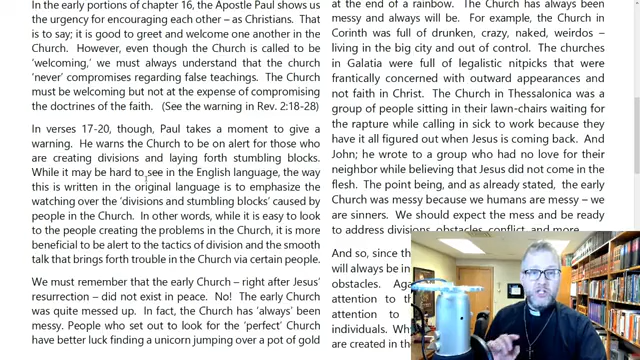 In the early portions of chapter 16, the Apostle Paul shows us
the urgency for encouraging each other – as Christians. That
is to say; it is good to greet and welcome one another in the
Church. However, even though the Church is called to be
'welcoming,' we must always understand that the church
'never' compromises regarding false teachings. The Church
must be welcoming but not at the expense of compromising
the doctrines of the faith. (See the warning in Rev. 2:18-28)
In verses 17-20, though, Paul takes a moment to give a
warning. He warns the Church to be on alert for those who
are creating divisions and laying forth stumbling blocks.
While it may be hard to see in the English language, the way
this is written in the original language is to emphasize the
watching over the 'divisions and stumbling blocks' caused by
people in the Church. In other words, while it is easy to look
to the people creating the problems in the Church, it is more
beneficial to be alert to the tactics of division and the smooth
talk that brings forth trouble in the Church via certain people.
We must remember that the early Church – right after Jesus'
resurrection – did not exist in peace. No! The early Church
was quite messed up. In fact, the Church has 'always' been
messy. People who set out to look for the 'perfect' Church
have better luck finding a unicorn jumping over a pot of gold
at the end of a rainbow. The Church has always been
messy and always will be. For example, the Church in
Corinth was full of drunken, crazy, naked, weirdos –
living in the big city and out of control. The churches
in Galatia were full of legalistic nitpicks that were
frantically concerned with outward appearances and
not faith in Christ. The Church in Thessalonica was a
group of people sitting in their lawn-chairs waiting for
the rapture while calling in sick to work because they
have it all figured out when Jesus is coming back. And
John; he wrote to a group who had no love for their
neighbor while believing that Jesus did not come in the
flesh. The point being, and as already stated, the early
Church was messy because we humans are messy – we
are sinners. We should expect the mess and be ready
to address divisions, obstacles, conflict, and more.
And so, since th
will always be in
obstacles. Aga
attention to th
attention to
individuals. Why
are created in the